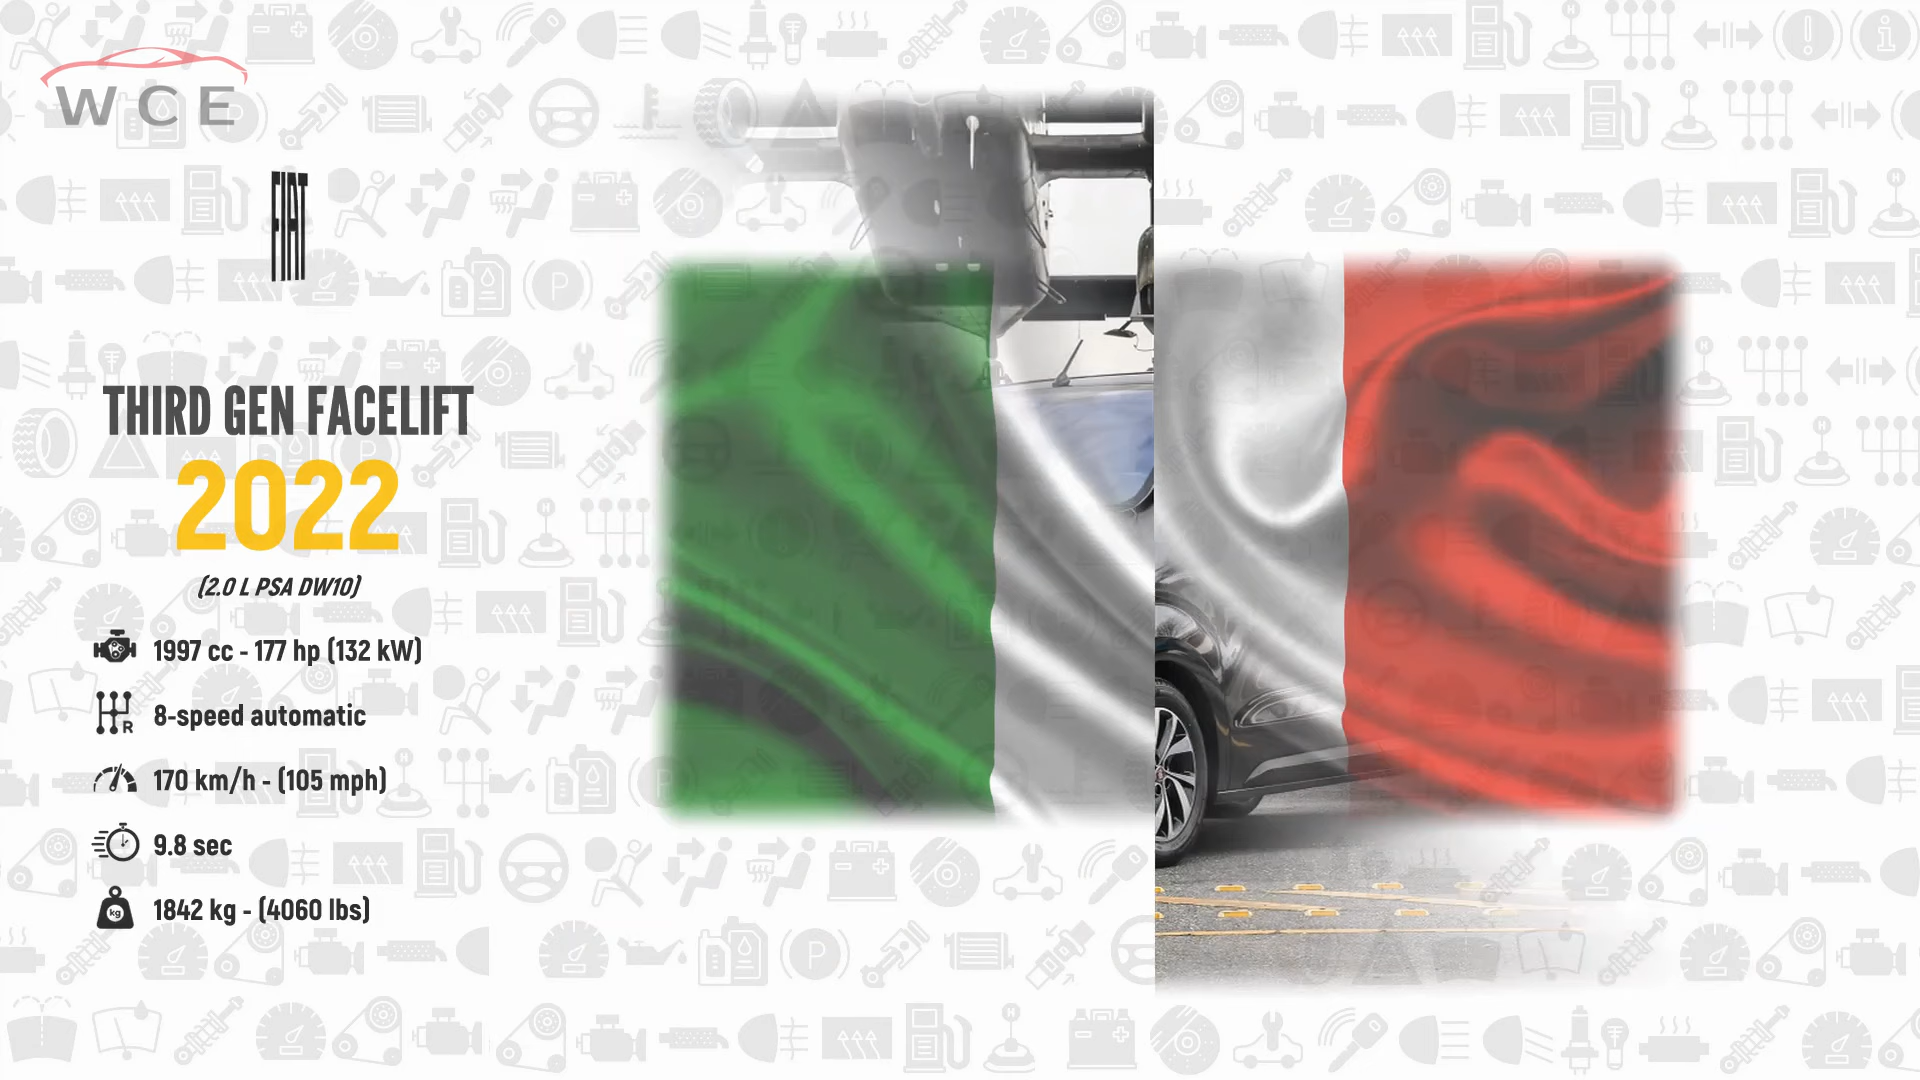 WCE
FIAT
THIRD GEN FACELIFT
2022
(2.0 L PSA DW10)
1997 cc - 177 hp (132 kW)
R
8-speed automatic
170 km/h - (105 mph)
9.8 sec
kg
1842 kg - (4060 lbs)